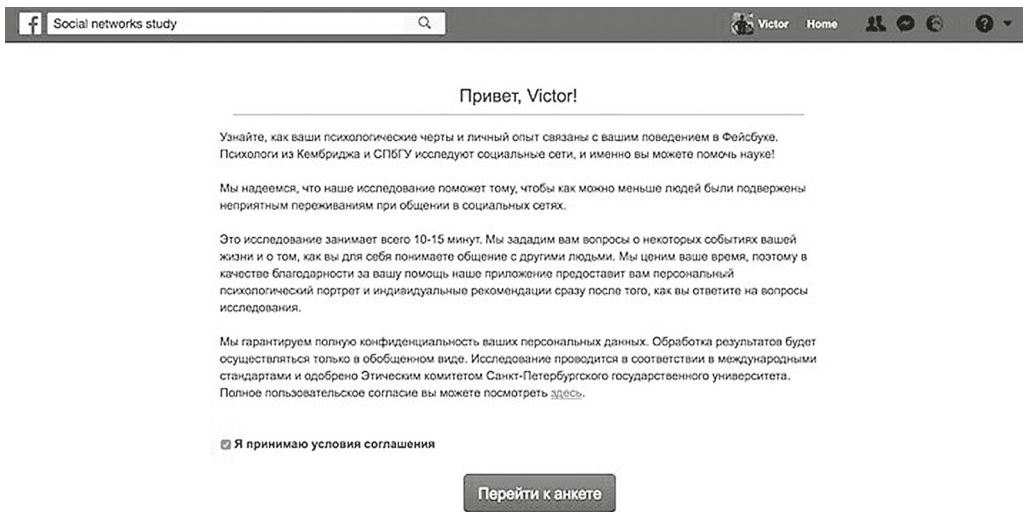 f Social networks study Victor Home ?
Привет, Victor!
Узнайте, как ваши психологические черты и личный опыт связаны с вашим поведением в Фейсбуке.
Психологи из Кембриджа и СПбГУ исследуют социальные сети, и именно вы можете помочь науке!
Мы надеемся, что наше исследование поможет тому, чтобы как можно меньше людей были подвержены
неприятным переживаниям при общении в социальных сетях.
Это исследование занимает всего 10-15 минут. Мы зададим вам вопросы о некоторых событиях вашей
жизни и о том, как вы для себя понимаете общение с другими людьми. Мы ценим ваше время, поэтому в
качестве благодарности за вашу помощь наше приложение предоставит вам персональный
психологический портрет и индивидуальные рекомендации сразу после того, как вы ответите на вопросы
исследования.
Мы гарантируем полную конфиденциальность ваших персональных данных. Обработка результатов будет
осуществляться только в обобщенном виде. Исследование проводится в соответствии в международными
стандартами и одобрено Этическим комитетом Санкт-Петербургского государственного университета.
Полное пользовательское согласие вы можете посмотреть здесь.
Я принимаю условия соглашения
Перейти к анкете